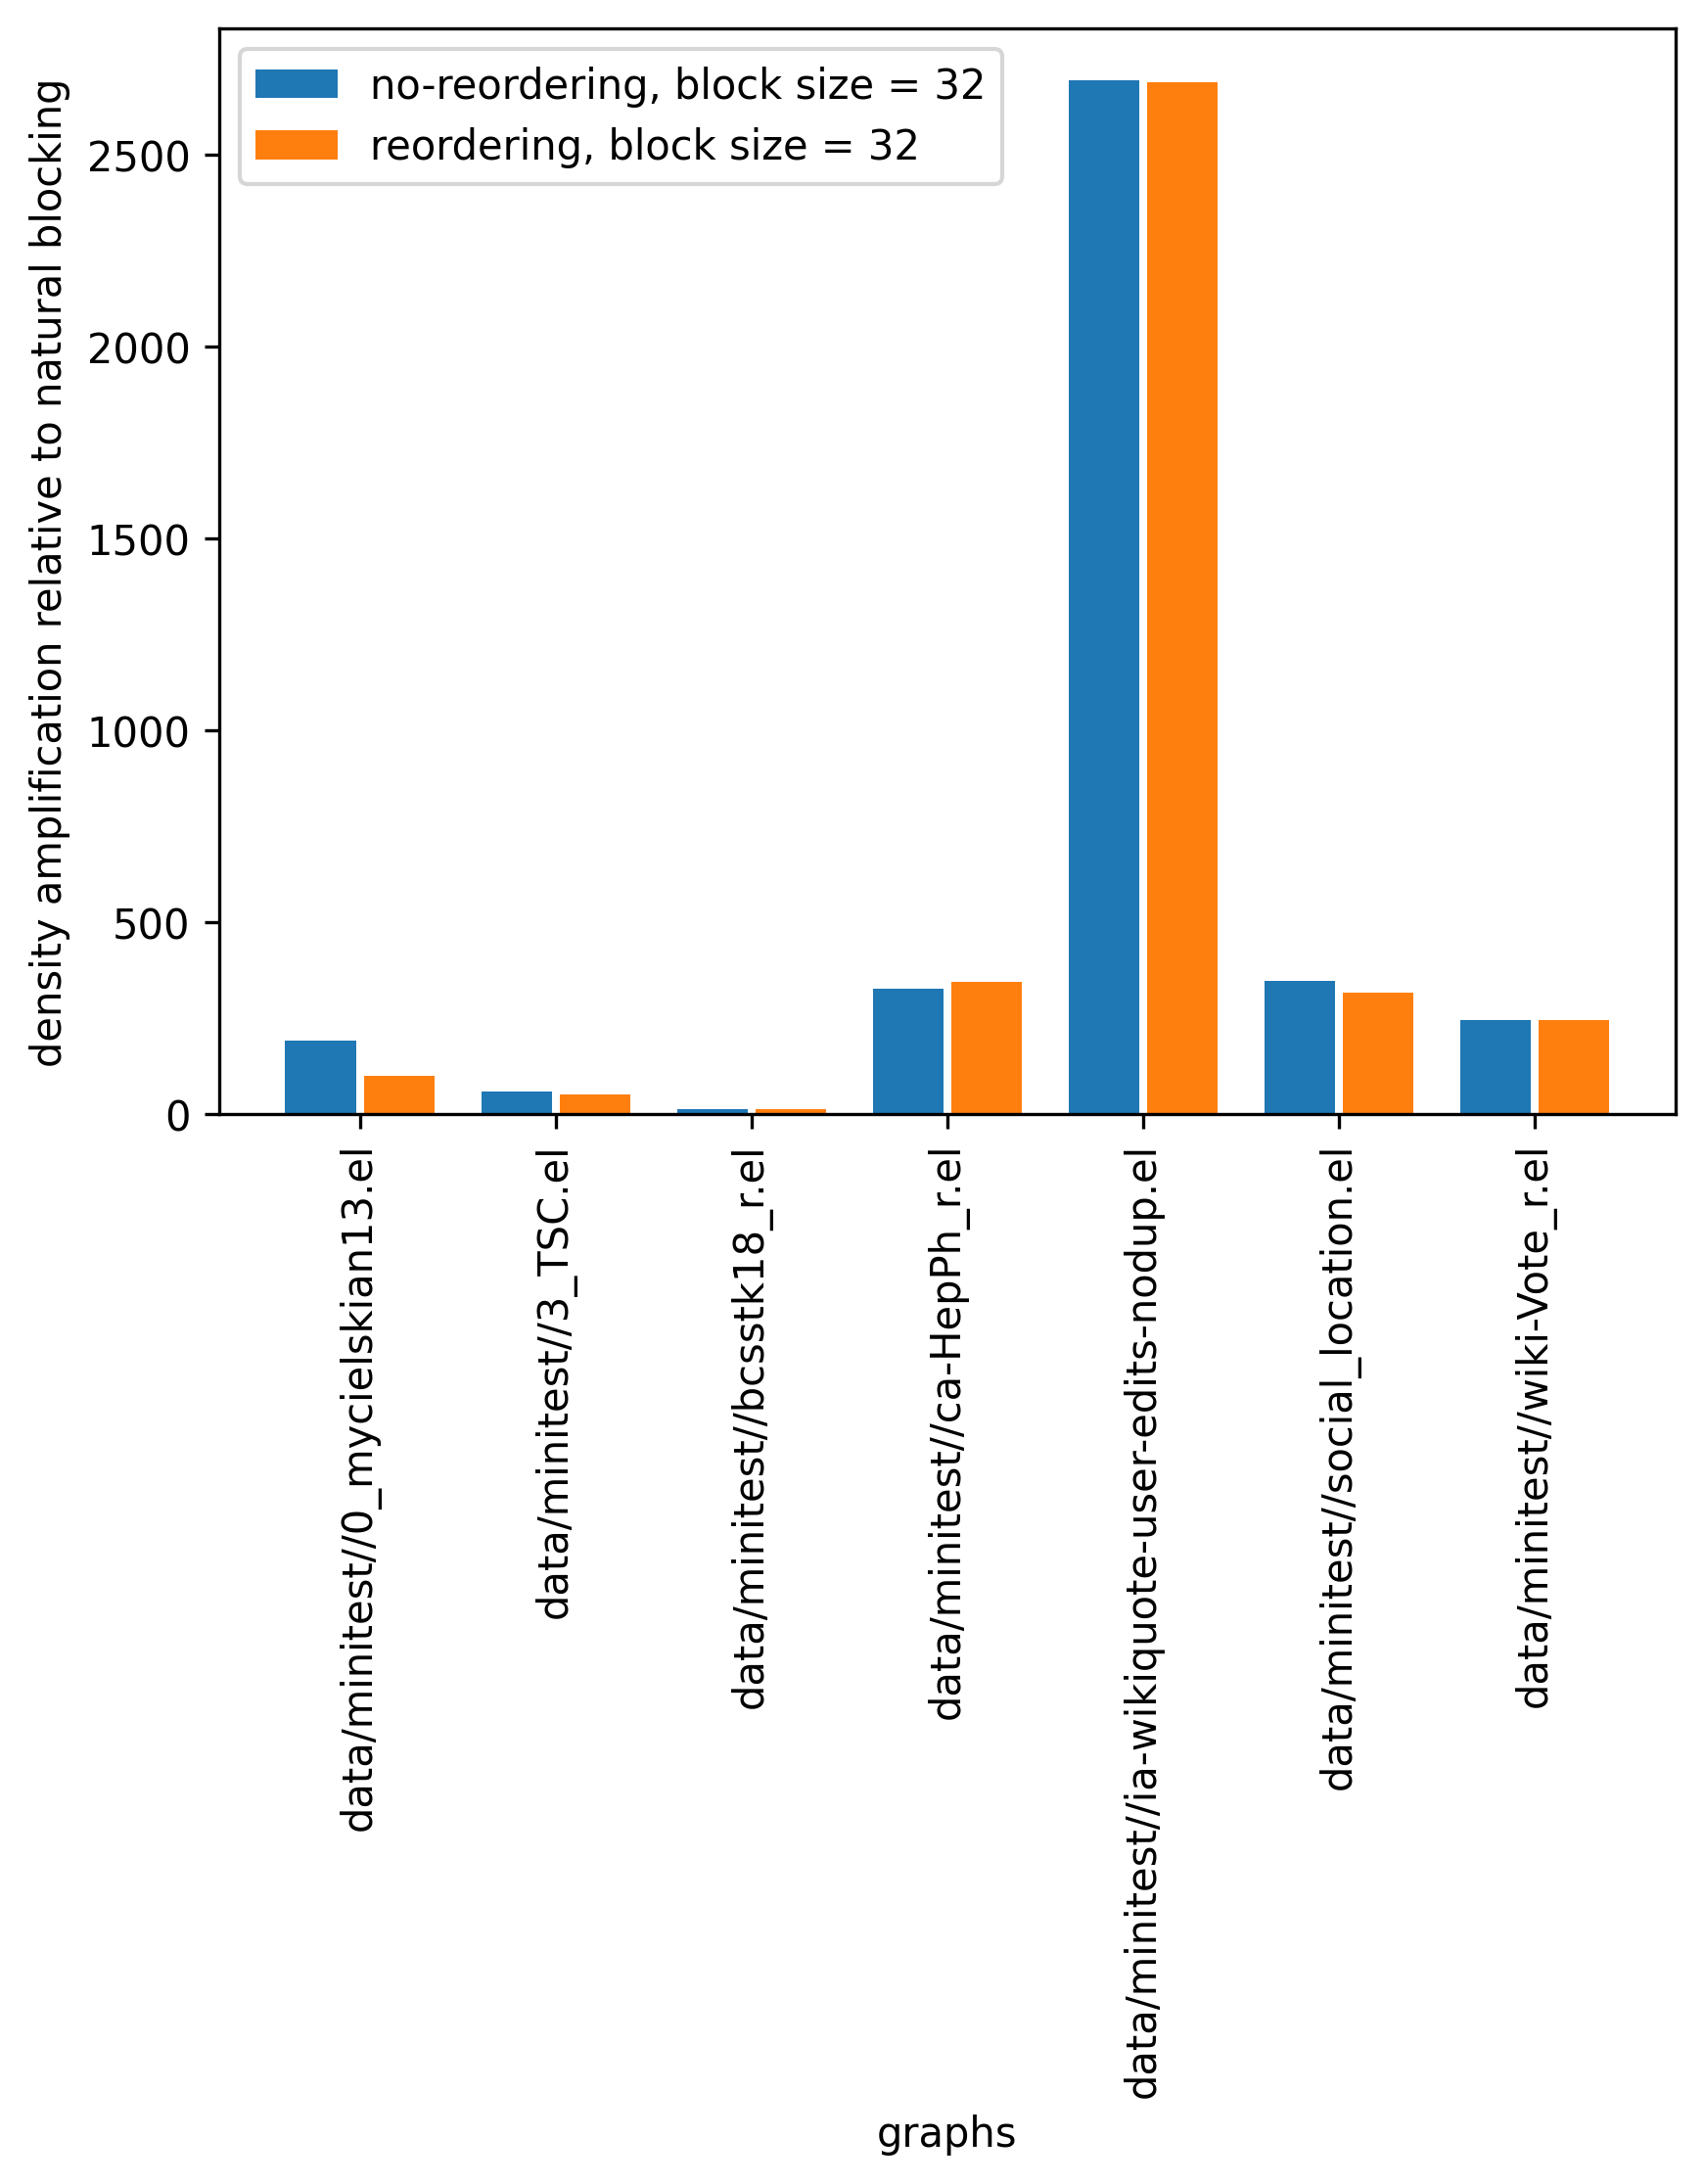 no-reordering, block size = 32
reordering, block size = 32
density amplification relative to natural blocking
2500
2000
1500
1000
500
0
data/minitest//0_mycielskian13.el
data/minitest//3_TSC.el
data/minitest//bcsstk18_r.el
data/minitest//ca-HepPh_r.el
data/minitest//ia-wikiquote-user-edits-nodup.el
data/minitest//social_location.el
data/minitest//wiki-Vote_r.el
graphs